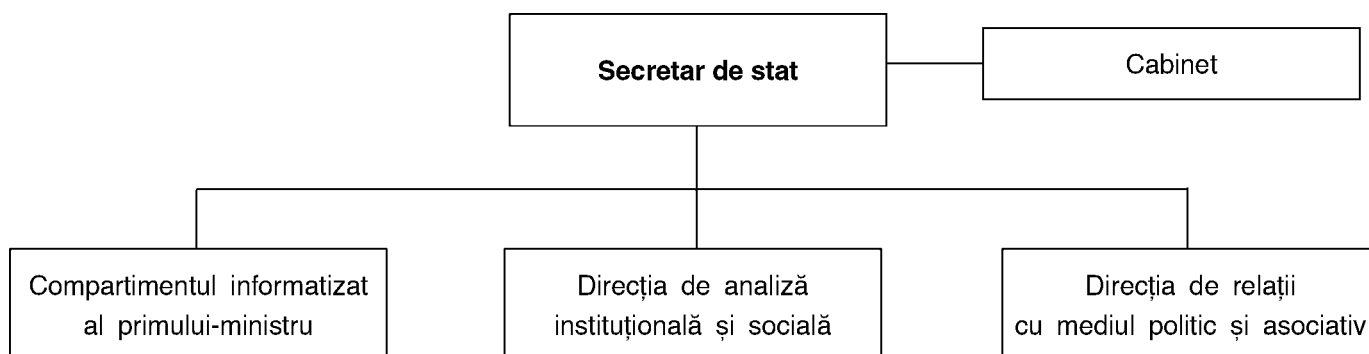 Secretar de stat
Cabinet
Compartimentul informatizat
al primului-ministru
Direcția de analiză
instituțională și socială
Direcția de relații
cu mediul politic și asociativ